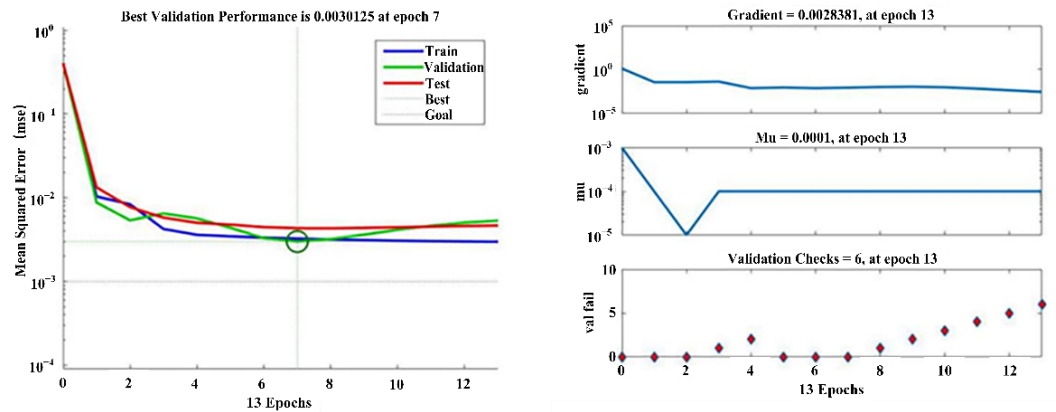 Best Validation Performance is 0.0030125 at epoch 7
Mean Squared Error (mse)
10^0
10^-1
10^-2
10^-3
10^-4
Train
Validation
Test
Best
Goal
0 2 4 6 8 10 12
13 Epochs
Gradient = 0.0028381, at epoch 13
gradient
10^5
10^0
10^-5
Mu = 0.0001, at epoch 13
mu
10^-3
10^-4
10^-5
Validation Checks = 6, at epoch 13
val fail
10
5
0
0 2 4 6 8 10 12
13 Epochs